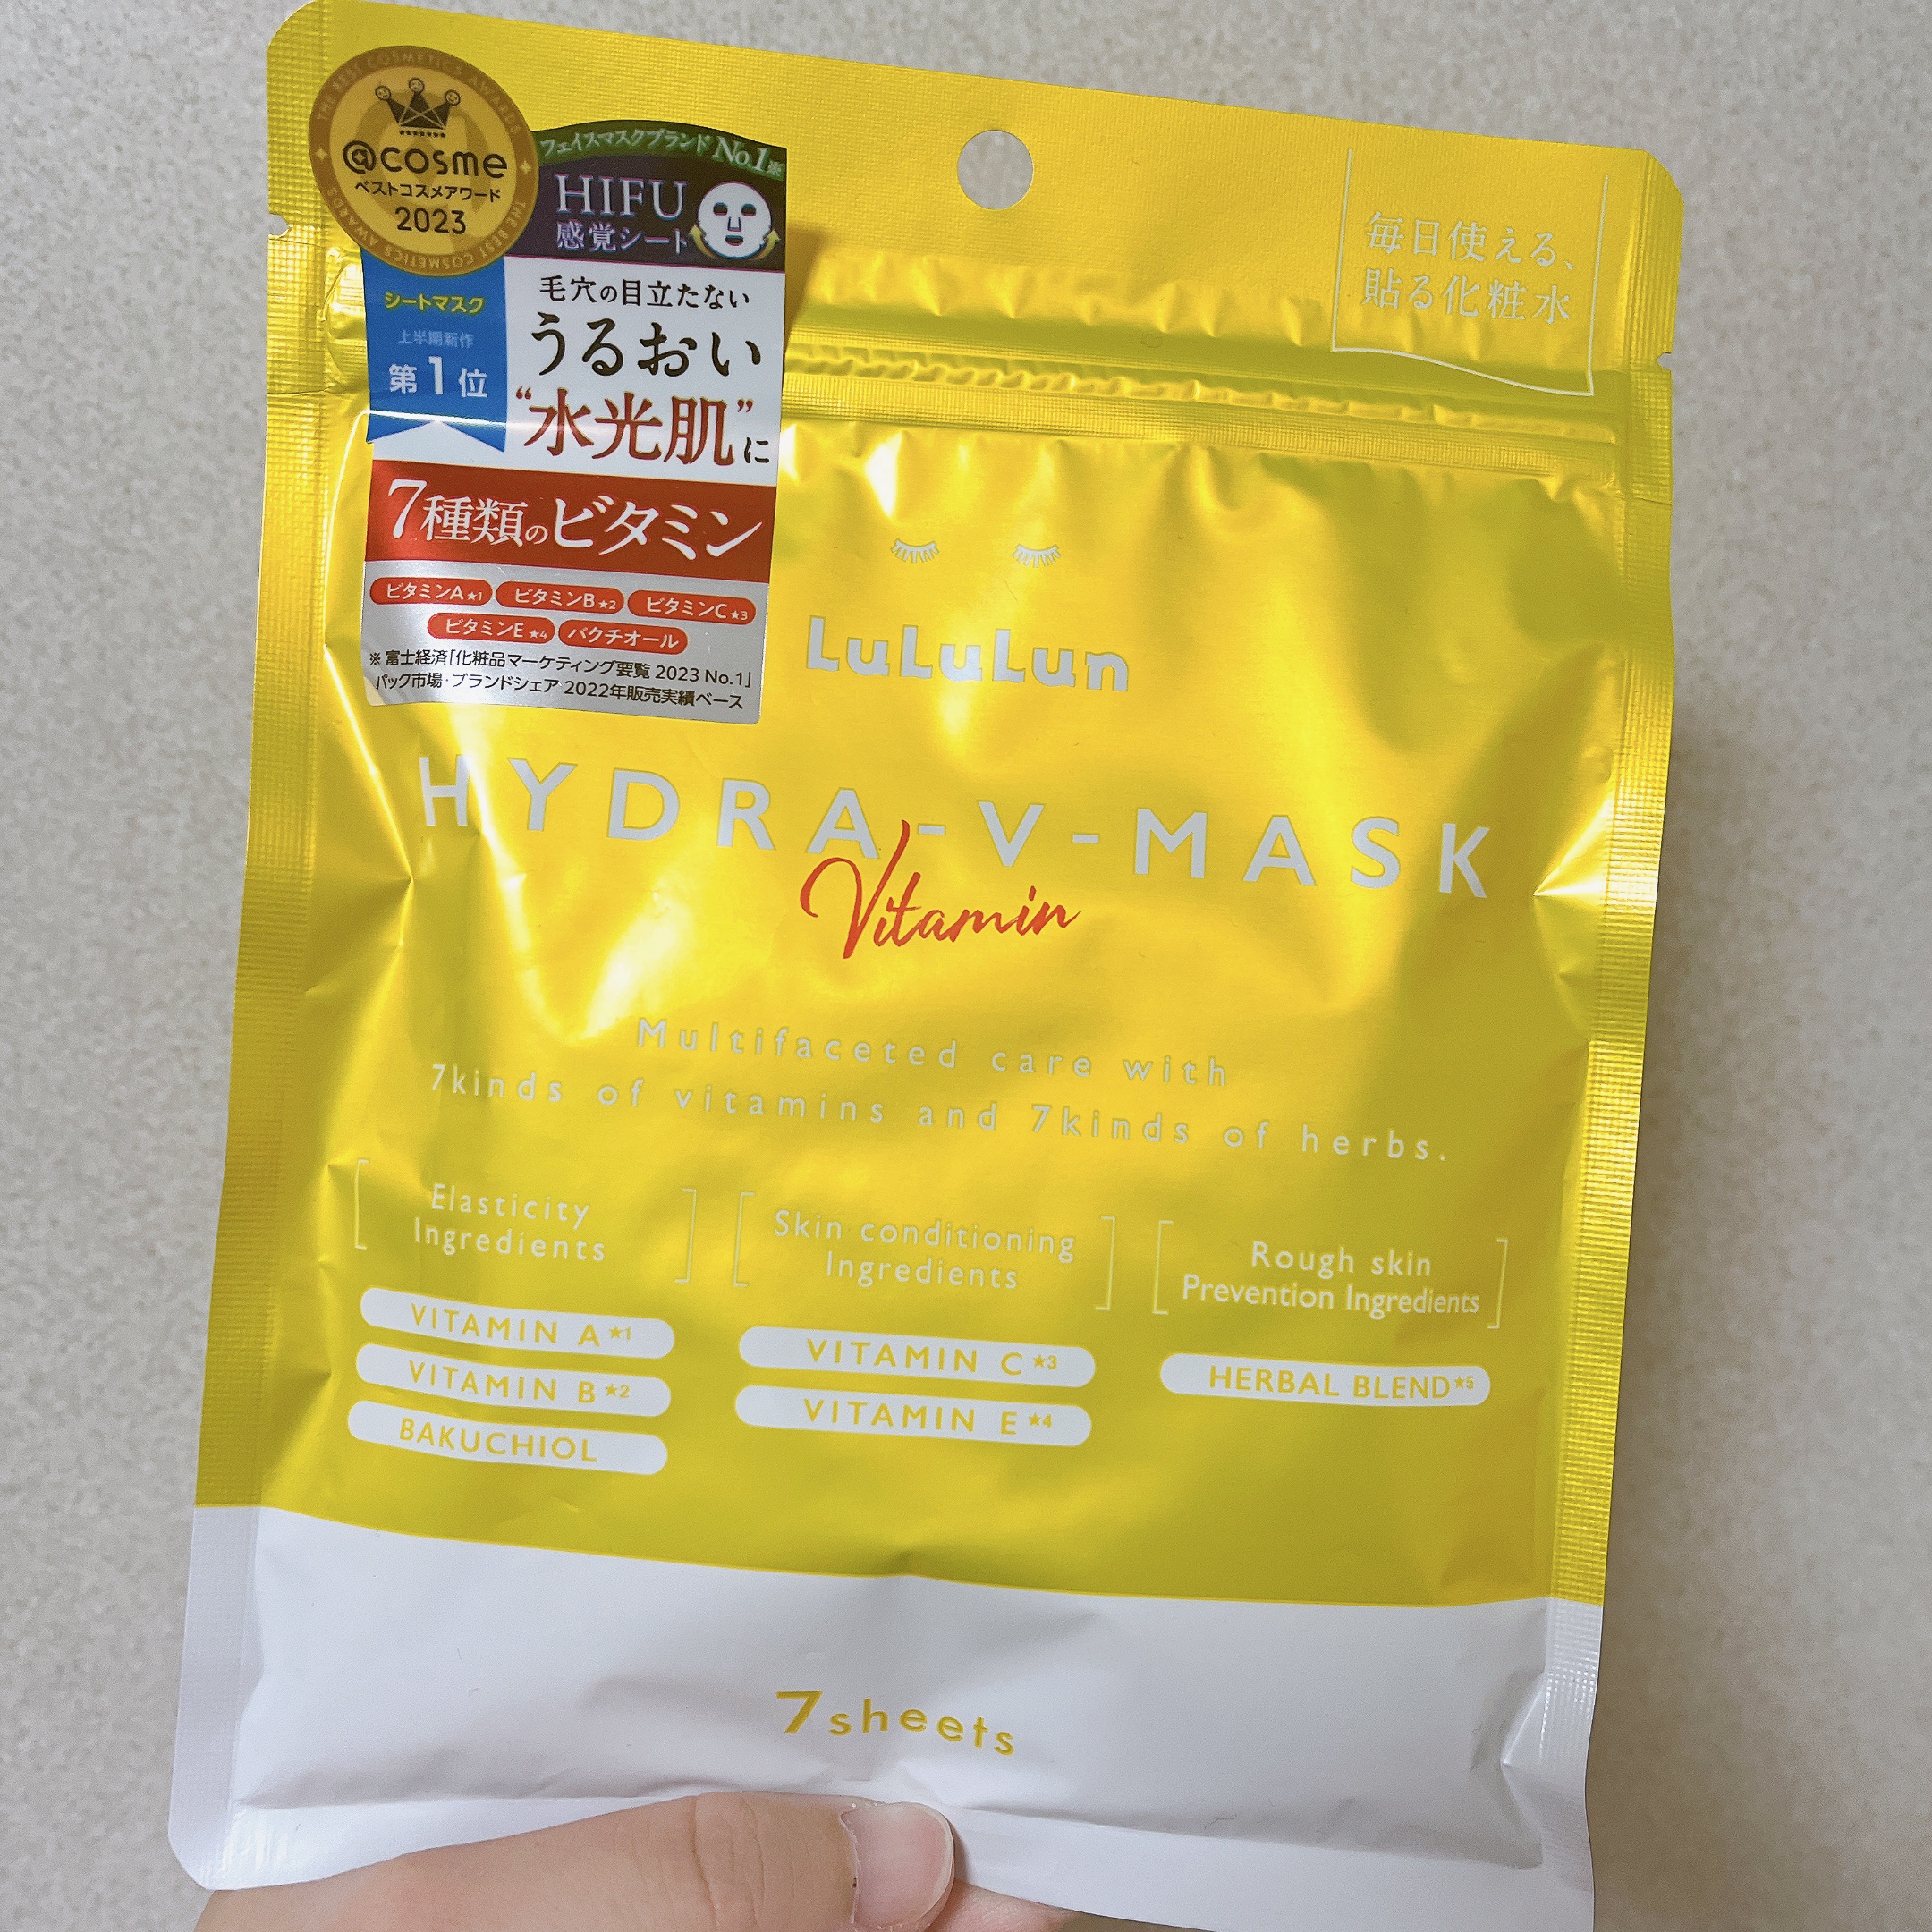 THE BEST COSMETICS AWARDS
@cosme
ベストコスメアワード
2023
THE BEST COSMETICS AWARDS
シートマスク
上半期新作
第1位
フェイスマスクブランド No.1※
HIFU
感覚シート
毛穴の目立たない
うるおい
“水光肌”に
7種類のビタミン
ビタミンA★1 ビタミンB★2 ビタミンC★3
ビタミンE★4 バクチオール
※富士経済「化粧品マーケティング要覧 2023 No.1」
パック市場・ブランドシェア 2022年販売実績ベース
毎日使える、
貼る化粧水
LuLuLun
HYDRA-V-MASK
Vitamin
Multifaceted care with
7kinds of vitamins and 7kinds of herbs.
Elasticity
Ingredients
VITAMIN A★1
VITAMIN B★2
BAKUCHIOL
Skin conditioning
Ingredients
VITAMIN C★3
VITAMIN E★4
Rough skin
Prevention Ingredients
HERBAL BLEND★5
7sheets